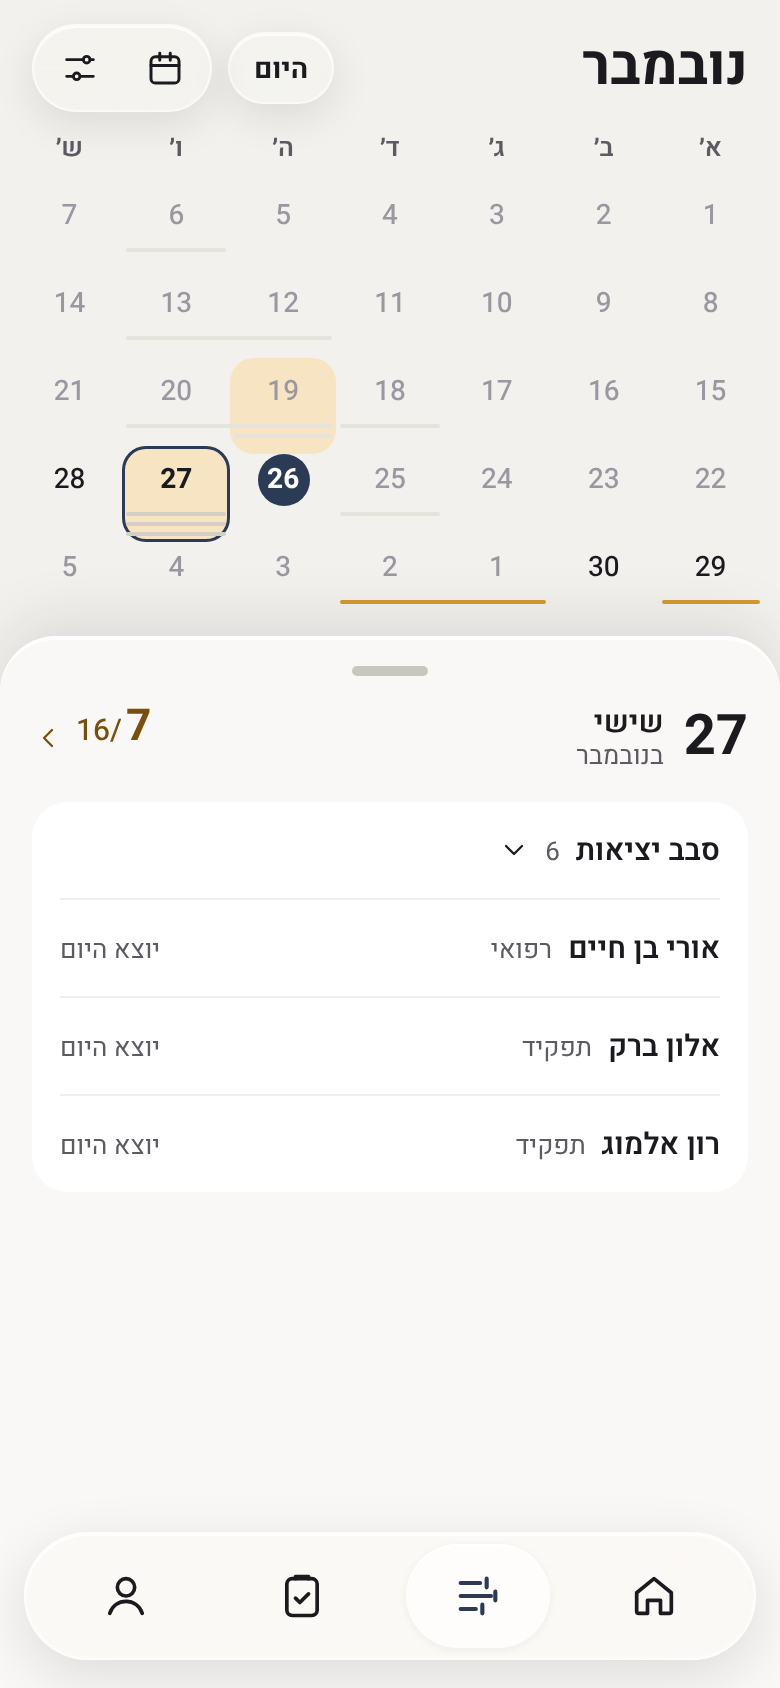 נובמבר
היום
א׳ ב׳ ג׳ ד׳ ה׳ ו׳ ש׳
1 2 3 4 5 6 7
8 9 10 11 12 13 14
15 16 17 18 19 20 21
22 23 24 25 26 27 28
29 30 1 2 3 4 5
27 שישי
בנובמבר
7/16
סבב יציאות 6
אורי בן חיים רפואי יוצא היום
אלון ברק תפקיד יוצא היום
רון אלמוג תפקיד יוצא היום